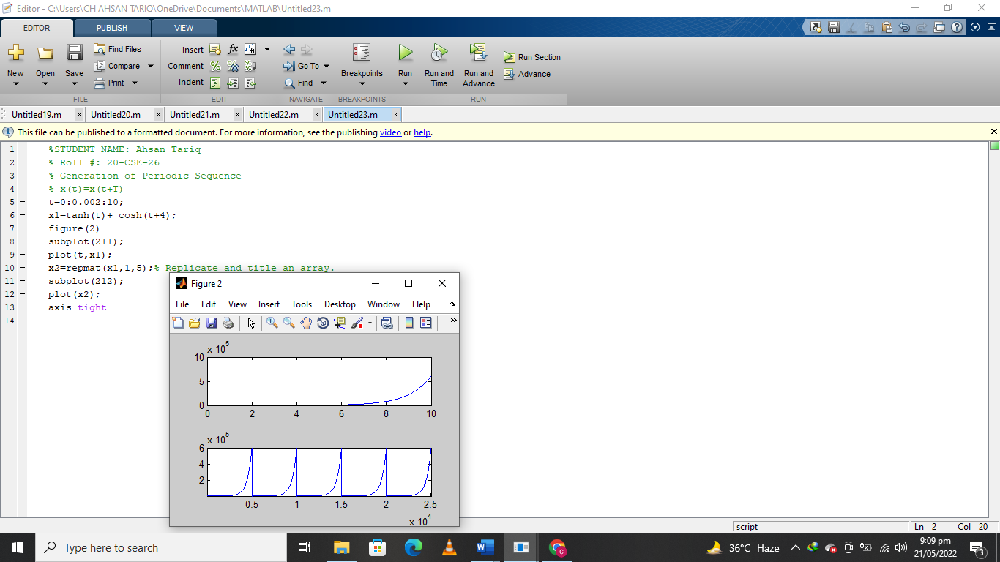 Editor - C:\Users\CH AHSAN TARIQ\OneDrive\Documents\MATLAB\Untitled23.m
EDITOR PUBLISH VIEW
New Open Save Find Files Compare Print
FILE
Insert fx
Comment
Indent
EDIT
Go To
Find
NAVIGATE
Breakpoints
BREAKPOINTS
Run Run and Time Run and Advance Run Section Advance
RUN
Untitled19.m × Untitled20.m × Untitled21.m × Untitled22.m × Untitled23.m ×
This file can be published to a formatted document. For more information, see the publishing video or help.
1 %STUDENT NAME: Ahsan Tariq
2 % Roll #: 20-CSE-26
3 % Generation of Periodic Sequence
4 % x(t)=x(t+T)
5 – t=0:0.002:10;
6 – x1=tanh(t)+ cosh(t+4);
7 – figure(2)
8 – subplot(211);
9 – plot(t,x1);
10 – x2=repmat(x1,1,5);% Replicate and title an array.
11 – subplot(212);
12 – plot(x2);
13 – axis tight
14
Figure 2
File Edit View Insert Tools Desktop Window Help
x 10^5
10
5
0
0 2 4 6 8 10
x 10^5
6
4
2
0.5 1 1.5 2 2.5
x 10^4
script Ln 2 Col 20
Type here to search
36°C Haze
9:09 pm
21/05/2022
3